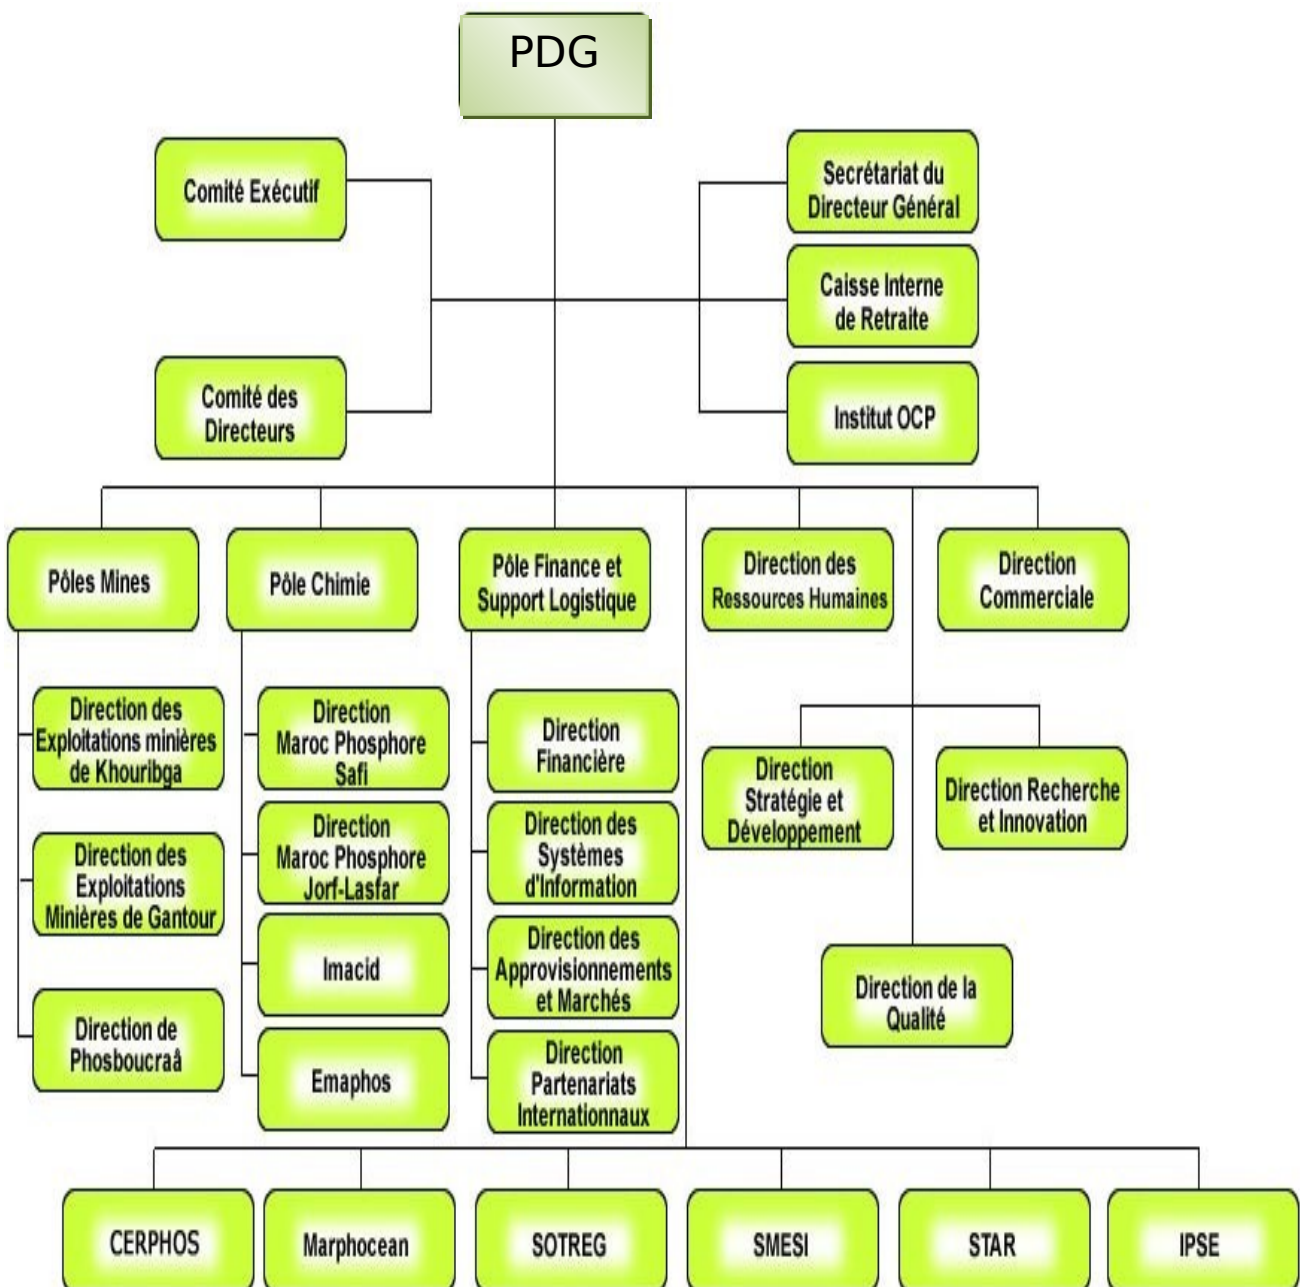 PDG
Comité Exécutif
Secrétariat du
Directeur Général
Caisse Interne
de Retraite
Comité des
Directeurs
Institut OCP
Pôles Mines
Pôle Chimie
Pôle Finance et
Support Logistique
Direction des
Ressources Humaines
Direction
Commerciale
Direction des
Exploitations minières
de Khouribga
Direction des
Exploitations
Minières de Gantour
Direction de
Phosboucraâ
Direction
Maroc Phosphore
Safi
Direction
Maroc Phosphore
Jorf-Lasfar
Imacid
Emaphos
Direction
Financière
Direction des
Systèmes
d'Information
Direction des
Approvisionnements
et Marchés
Direction
Partenariats
Internationnaux
Direction
Stratégie et
Développement
Direction Recherche
et Innovation
Direction de la
Qualité
CERPHOS
Marphocean
SOTREG
SMESI
STAR
IPSE